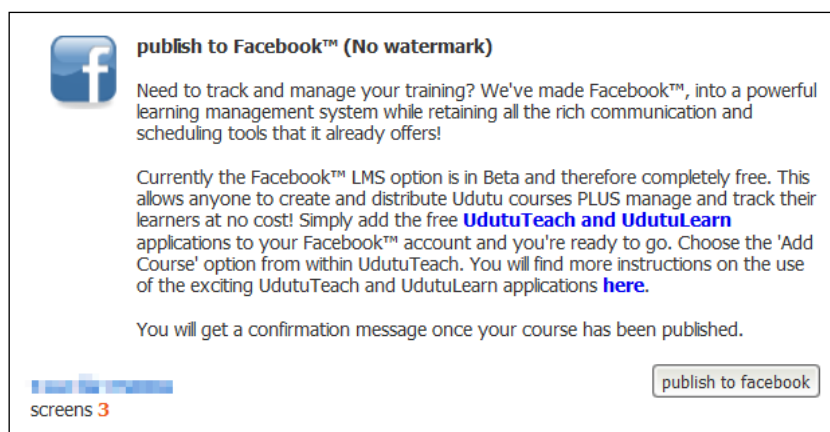 publish to Facebook™ (No watermark)
Need to track and manage your training? We've made Facebook™, into a powerful
learning management system while retaining all the rich communication and
scheduling tools that it already offers!
Currently the Facebook™ LMS option is in Beta and therefore completely free. This
allows anyone to create and distribute Udutu courses PLUS manage and track their
learners at no cost! Simply add the free UdutuTeach and UdutuLearn
applications to your Facebook™ account and you're ready to go. Choose the 'Add
Course' option from within UdutuTeach. You will find more instructions on the use
of the exciting UdutuTeach and UdutuLearn applications here.
You will get a confirmation message once your course has been published.
publish to facebook
screens 3